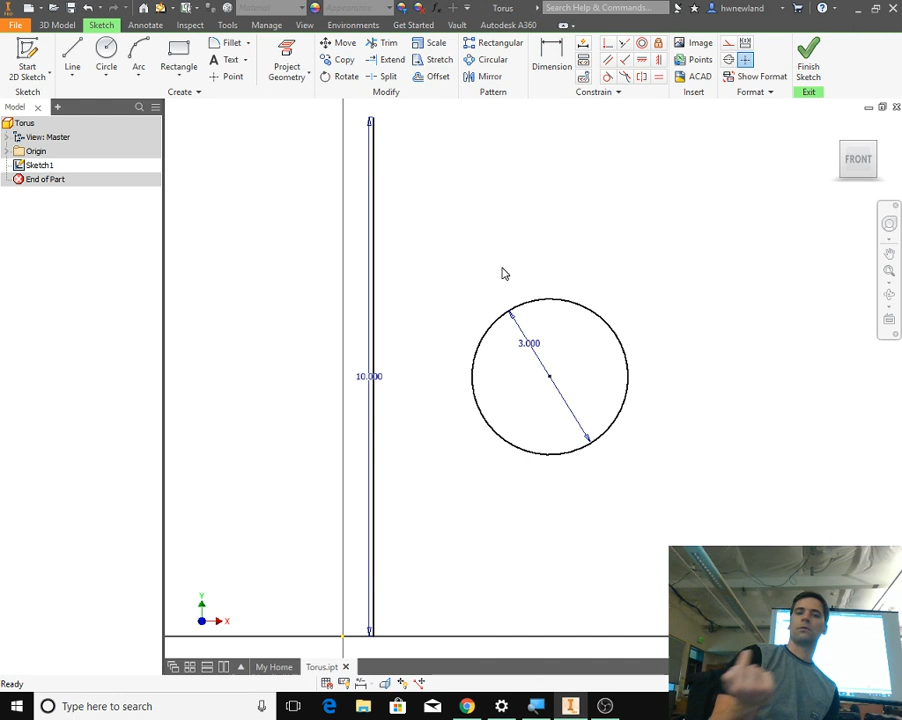 Material
Appearance
Torus
Search Help & Commands...
hwnewland
File 3D Model Sketch Annotate Inspect Tools Manage View Environments Get Started Vault Autodesk A360
Start 2D Sketch
Line
Circle
Arc
Rectangle
Fillet
Text
Point
Project Geometry
Move
Copy
Rotate
Trim
Extend
Split
Scale
Stretch
Offset
Rectangular
Circular
Mirror
Dimension
Image
Points
ACAD
Show Format
Finish Sketch
Sketch Create Modify Pattern Constrain Insert Format Exit
Model
Torus
View: Master
Origin
Sketch1
End of Part
FRONT
3.000
10.000
Y
X
My Home Torus.ipt
Ready
Type here to search